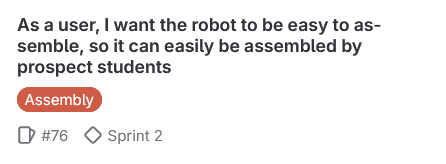 As a user, I want the robot to be easy to as-
semble, so it can easily be assembled by
prospect students
Assembly
#76 Sprint 2